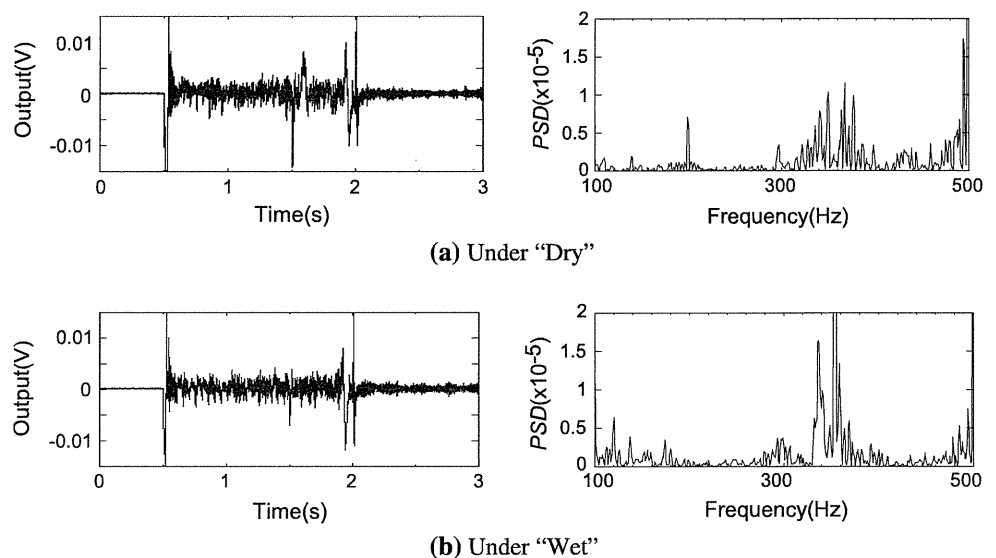 0.01
0
-0.01
Output(V)
0 1 2 3
Time(s)
2
1.5
1
0.5
0
PSD(x10-5)
100 300 500
Frequency(Hz)
(a) Under “Dry”
0.01
0
-0.01
Output(V)
0 1 2 3
Time(s)
2
1.5
1
0.5
0
PSD(x10-5)
100 300 500
Frequency(Hz)
(b) Under “Wet”